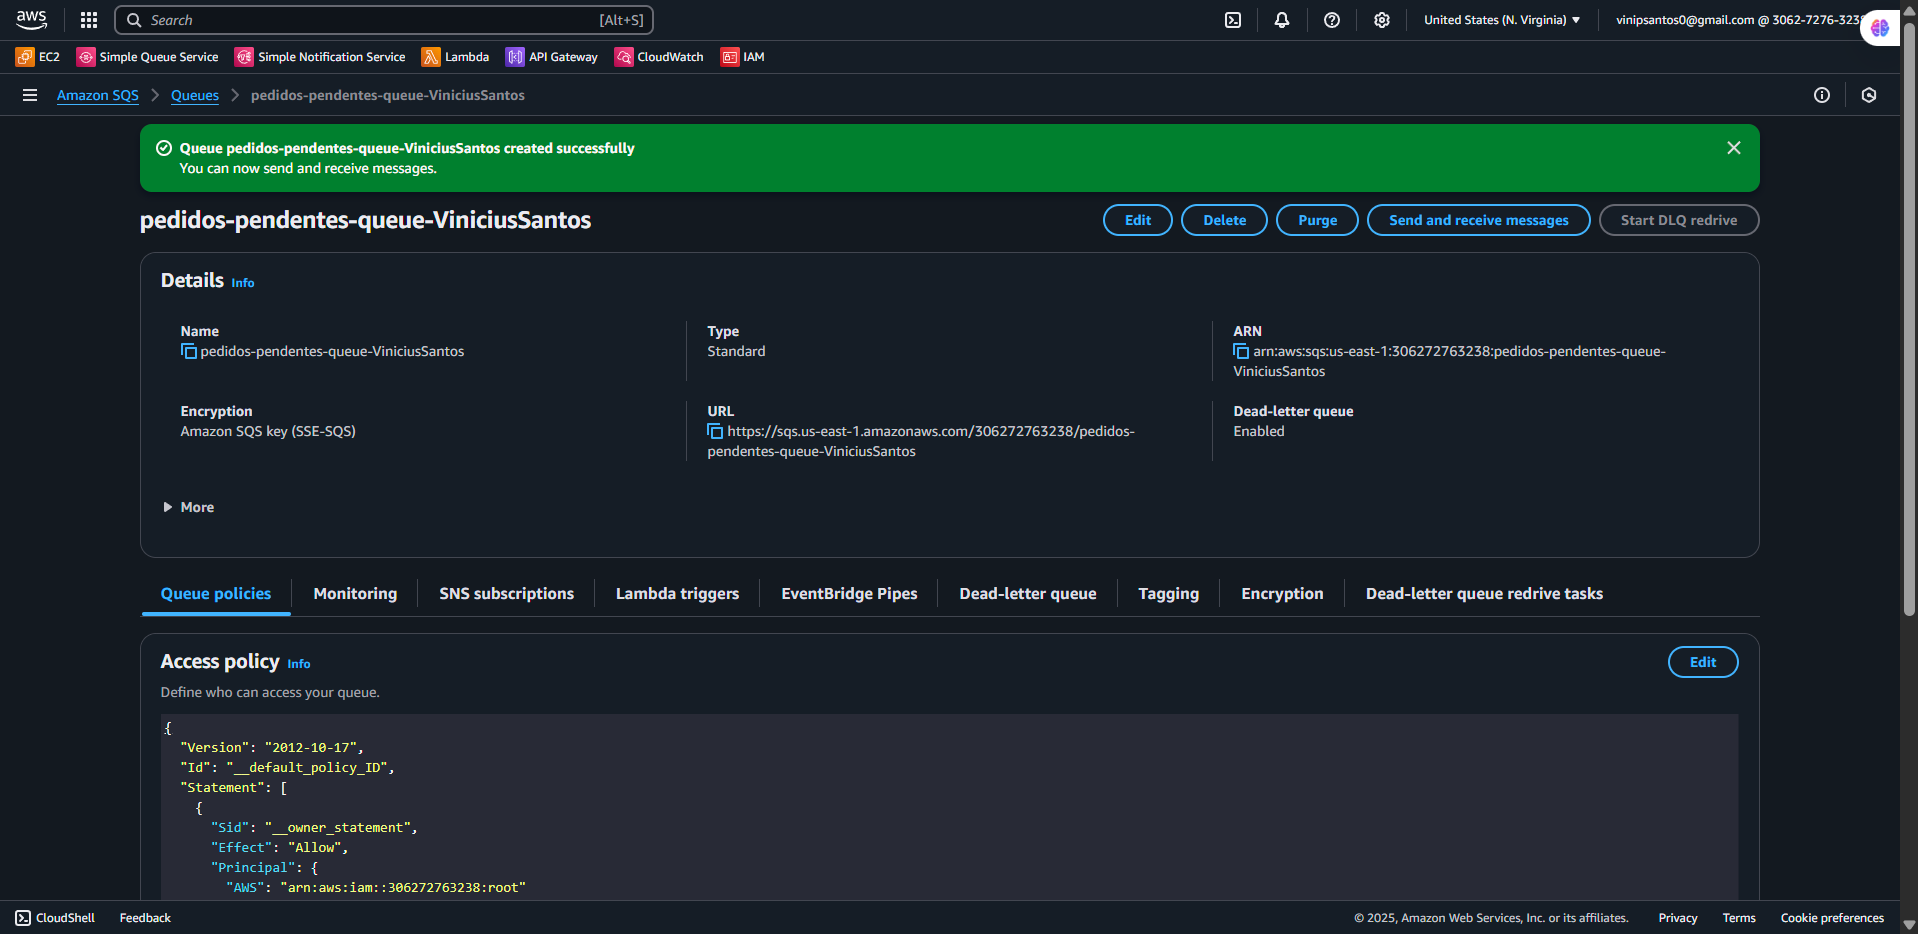 aws
Search [Alt+S]
United States (N. Virginia)
vinipsantos0@gmail.com @ 3062-7276-323
EC2
Simple Queue Service
Simple Notification Service
Lambda
API Gateway
CloudWatch
IAM
Amazon SQS
Queues
pedidos-pendentes-queue-ViniciusSantos
Queue pedidos-pendentes-queue-ViniciusSantos created successfully
You can now send and receive messages.
pedidos-pendentes-queue-ViniciusSantos
Edit
Delete
Purge
Send and receive messages
Start DLQ redrive
Details Info
Name
pedidos-pendentes-queue-ViniciusSantos
Type
Standard
ARN
arn:aws:sqs:us-east-1:306272763238:pedidos-pendentes-queue-
ViniciusSantos
Encryption
Amazon SQS key (SSE-SQS)
URL
https://sqs.us-east-1.amazonaws.com/306272763238/pedidos-
pendentes-queue-ViniciusSantos
Dead-letter queue
Enabled
More
Queue policies
Monitoring
SNS subscriptions
Lambda triggers
EventBridge Pipes
Dead-letter queue
Tagging
Encryption
Dead-letter queue redrive tasks
Access policy Info
Edit
Define who can access your queue.
{
"Version": "2012-10-17",
"Id": "__default_policy_ID",
"Statement": [
{
"Sid": "__owner_statement",
"Effect": "Allow",
"Principal": {
"AWS": "arn:aws:iam::306272763238:root"
CloudShell
Feedback
© 2025, Amazon Web Services, Inc. or its affiliates.
Privacy
Terms
Cookie preferences